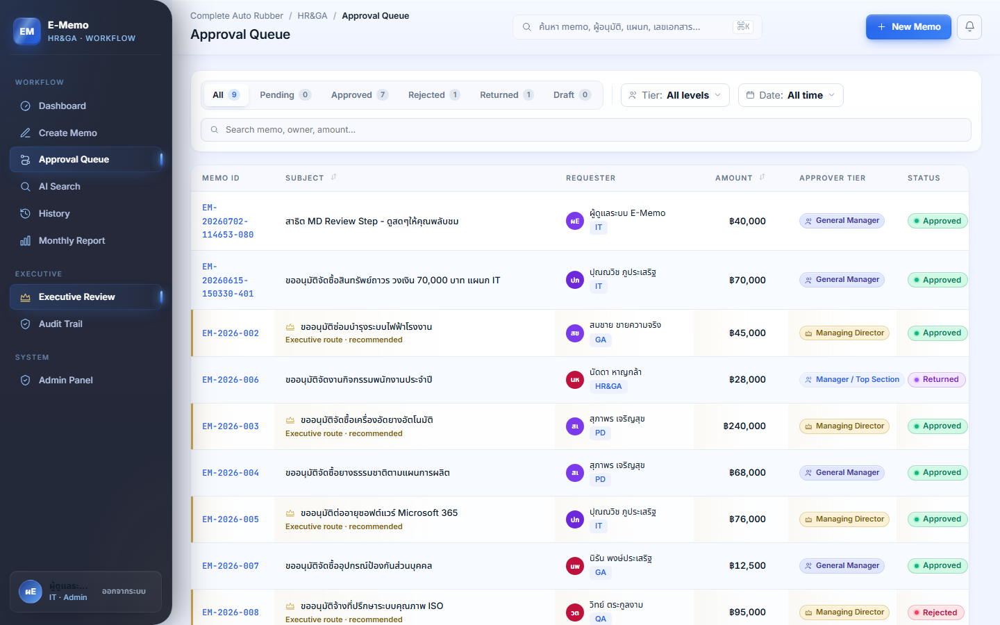 EM
E-Memo
HR&GA · WORKFLOW
WORKFLOW
Dashboard
Create Memo
Approval Queue
AI Search
History
Monthly Report
EXECUTIVE
Executive Review
Audit Trail
SYSTEM
Admin Panel
ผE
ผู้ดูแลระ...
IT · Admin
ออกจากระบบ
Complete Auto Rubber / HR&GA / Approval Queue
Approval Queue
ค้นหา memo, ผู้อนุมัติ, แผนก, เลขเอกสาร...
⌘K
+ New Memo
All 9
Pending 0
Approved 7
Rejected 1
Returned 1
Draft 0
Tier: All levels
Date: All time
Search memo, owner, amount...
MEMO ID SUBJECT REQUESTER AMOUNT APPROVER TIER STATUS
EM-20260702-114653-080
สาธิต MD Review Step - ดูสดๆให้คุณพลับชม
ผE
ผู้ดูแลระบบ E-Memo
IT
฿40,000
General Manager
Approved
EM-20260615-150330-401
ขออนุมัติจัดซื้อสินทรัพย์ถาวร วงเงิน 70,000 บาท แผนก IT
ปภ
ปุณณวิช ภูประเสริฐ
IT
฿70,000
General Manager
Approved
EM-2026-002
ขออนุมัติซ่อมบำรุงระบบไฟฟ้าโรงงาน
Executive route · recommended
สข
สมชาย ขายความจริง
GA
฿45,000
Managing Director
Approved
EM-2026-006
ขออนุมัติจัดงานกิจกรรมพนักงานประจำปี
นห
นัดดา หาญกล้า
HR&GA
฿28,000
Manager / Top Section
Returned
EM-2026-003
ขออนุมัติจัดซื้อเครื่องอัดยางอัตโนมัติ
Executive route · recommended
สเ
สุภาพร เจริญสุข
PD
฿240,000
Managing Director
Approved
EM-2026-004
ขออนุมัติจัดซื้อยางธรรมชาติตามแผนการผลิต
สเ
สุภาพร เจริญสุข
PD
฿68,000
General Manager
Approved
EM-2026-005
ขออนุมัติต่ออายุซอฟต์แวร์ Microsoft 365
Executive route · recommended
ปภ
ปุณณวิช ภูประเสริฐ
IT
฿76,000
Managing Director
Approved
EM-2026-007
ขออนุมัติจัดซื้ออุปกรณ์ป้องกันส่วนบุคคล
นพ
นิรัน พงษ์ประเสริฐ
GA
฿12,500
General Manager
Approved
EM-2026-008
ขออนุมัติจ้างที่ปรึกษาระบบคุณภาพ ISO
Executive route · recommended
วต
วิทย์ ตระกูลงาม
QA
฿95,000
Managing Director
Rejected